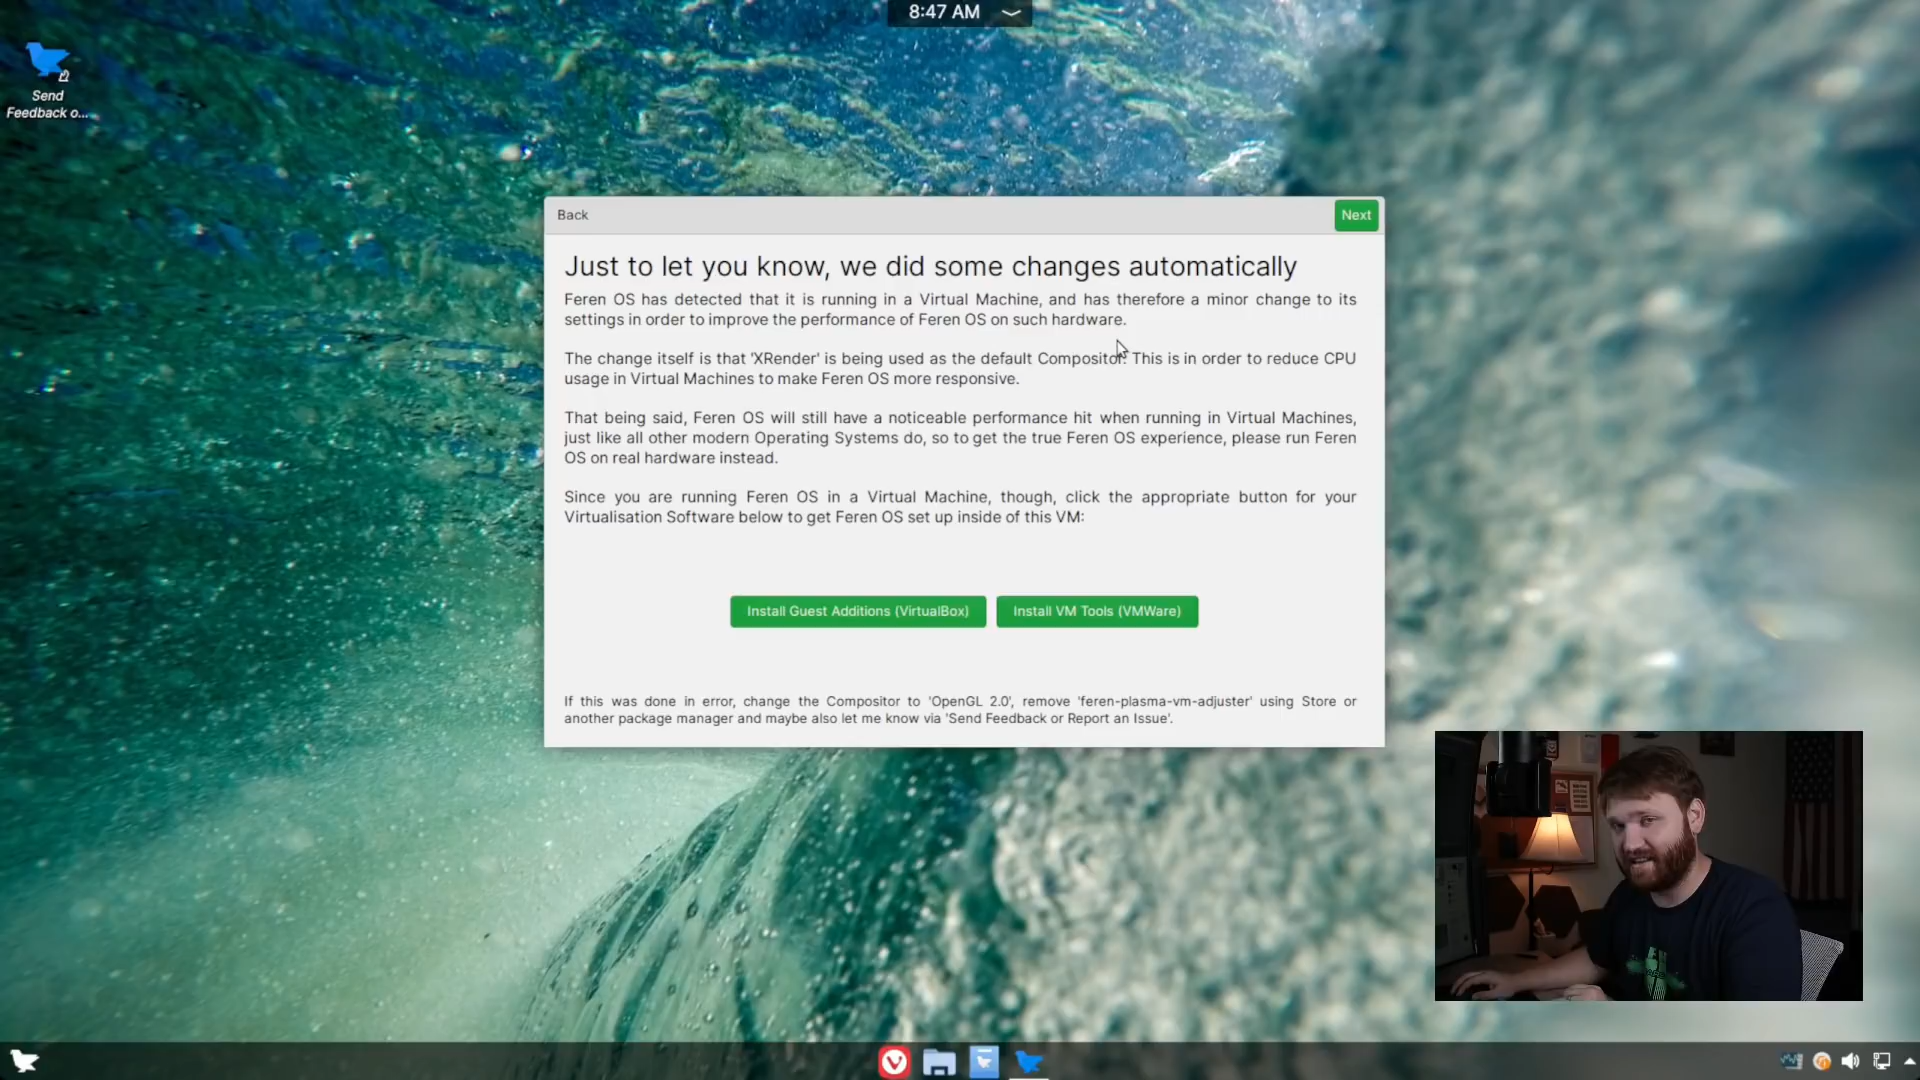 8:47 AM
Send
Feedback o...
Back
Next
Just to let you know, we did some changes automatically
Feren OS has detected that it is running in a Virtual Machine, and has therefore a minor change to its
settings in order to improve the performance of Feren OS on such hardware.
The change itself is that 'XRender' is being used as the default Compositor. This is in order to reduce CPU
usage in Virtual Machines to make Feren OS more responsive.
That being said, Feren OS will still have a noticeable performance hit when running in Virtual Machines,
just like all other modern Operating Systems do, so to get the true Feren OS experience, please run Feren
OS on real hardware instead.
Since you are running Feren OS in a Virtual Machine, though, click the appropriate button for your
Virtualisation Software below to get Feren OS set up inside of this VM:
Install Guest Additions (VirtualBox)
Install VM Tools (VMWare)
If this was done in error, change the Compositor to 'OpenGL 2.0', remove 'feren-plasma-vm-adjuster' using Store or
another package manager and maybe also let me know via 'Send Feedback or Report an Issue'.